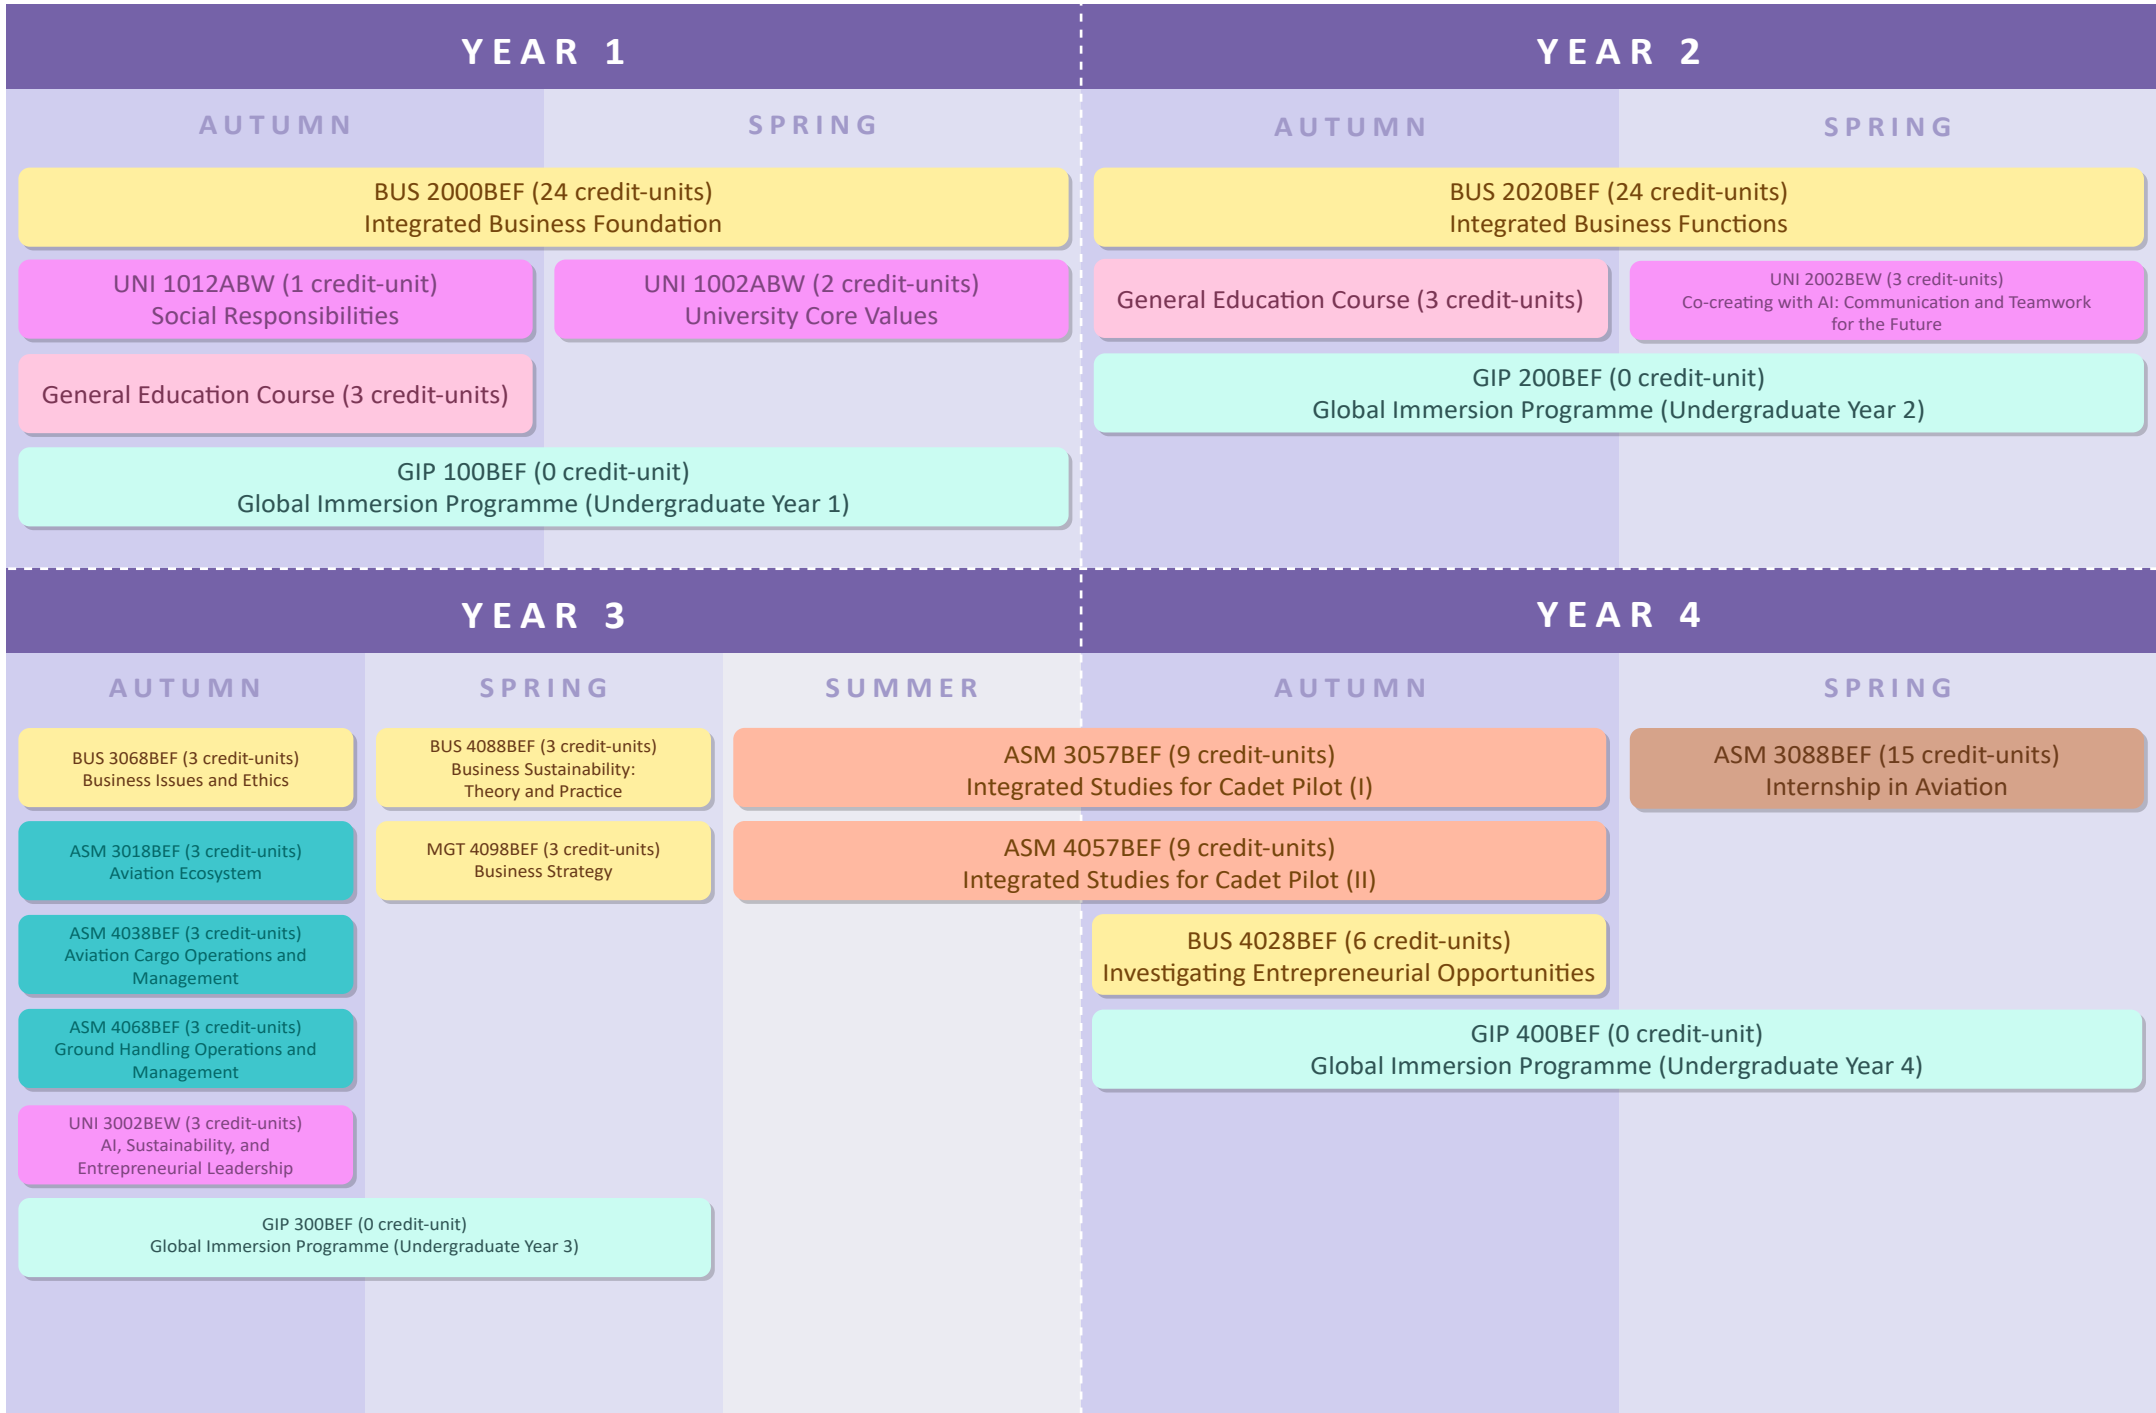 YEAR 1
AUTUMN
SPRING
BUS 2000BEF (24 credit-units)
Integrated Business Foundation
UNI 1012ABW (1 credit-unit)
Social Responsibilities
UNI 1002ABW (2 credit-units)
University Core Values
General Education Course (3 credit-units)
GIP 100BEF (0 credit-unit)
Global Immersion Programme (Undergraduate Year 1)
YEAR 2
AUTUMN
SPRING
BUS 2020BEF (24 credit-units)
Integrated Business Functions
General Education Course (3 credit-units)
UNI 2002BEW (3 credit-units)
Co-creating with AI: Communication and Teamwork
for the Future
GIP 200BEF (0 credit-unit)
Global Immersion Programme (Undergraduate Year 2)
YEAR 3
AUTUMN
SPRING
SUMMER
BUS 3068BEF (3 credit-units)
Business Issues and Ethics
ASM 3018BEF (3 credit-units)
Aviation Ecosystem
ASM 4038BEF (3 credit-units)
Aviation Cargo Operations and
Management
ASM 4068BEF (3 credit-units)
Ground Handling Operations and
Management
UNI 3002BEW (3 credit-units)
AI, Sustainability, and
Entrepreneurial Leadership
BUS 4088BEF (3 credit-units)
Business Sustainability:
Theory and Practice
MGT 4098BEF (3 credit-units)
Business Strategy
GIP 300BEF (0 credit-unit)
Global Immersion Programme (Undergraduate Year 3)
YEAR 4
AUTUMN
SPRING
ASM 3057BEF (9 credit-units)
Integrated Studies for Cadet Pilot (I)
ASM 4057BEF (9 credit-units)
Integrated Studies for Cadet Pilot (II)
BUS 4028BEF (6 credit-units)
Investigating Entrepreneurial Opportunities
ASM 3088BEF (15 credit-units)
Internship in Aviation
GIP 400BEF (0 credit-unit)
Global Immersion Programme (Undergraduate Year 4)